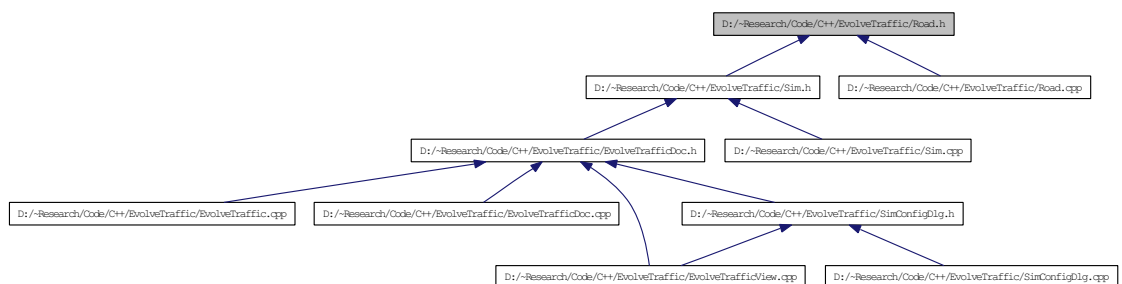 D:/~Research/Code/C++/EvolveTraffic/Road.h
D:/~Research/Code/C++/EvolveTraffic/Sim.h
D:/~Research/Code/C++/EvolveTraffic/Road.cpp
D:/~Research/Code/C++/EvolveTraffic/EvolveTrafficDoc.h
D:/~Research/Code/C++/EvolveTraffic/Sim.cpp
D:/~Research/Code/C++/EvolveTraffic/EvolveTraffic.cpp
D:/~Research/Code/C++/EvolveTraffic/EvolveTrafficDoc.cpp
D:/~Research/Code/C++/EvolveTraffic/SimConfigDlg.h
D:/~Research/Code/C++/EvolveTraffic/EvolveTrafficView.cpp
D:/~Research/Code/C++/EvolveTraffic/SimConfigDlg.cpp